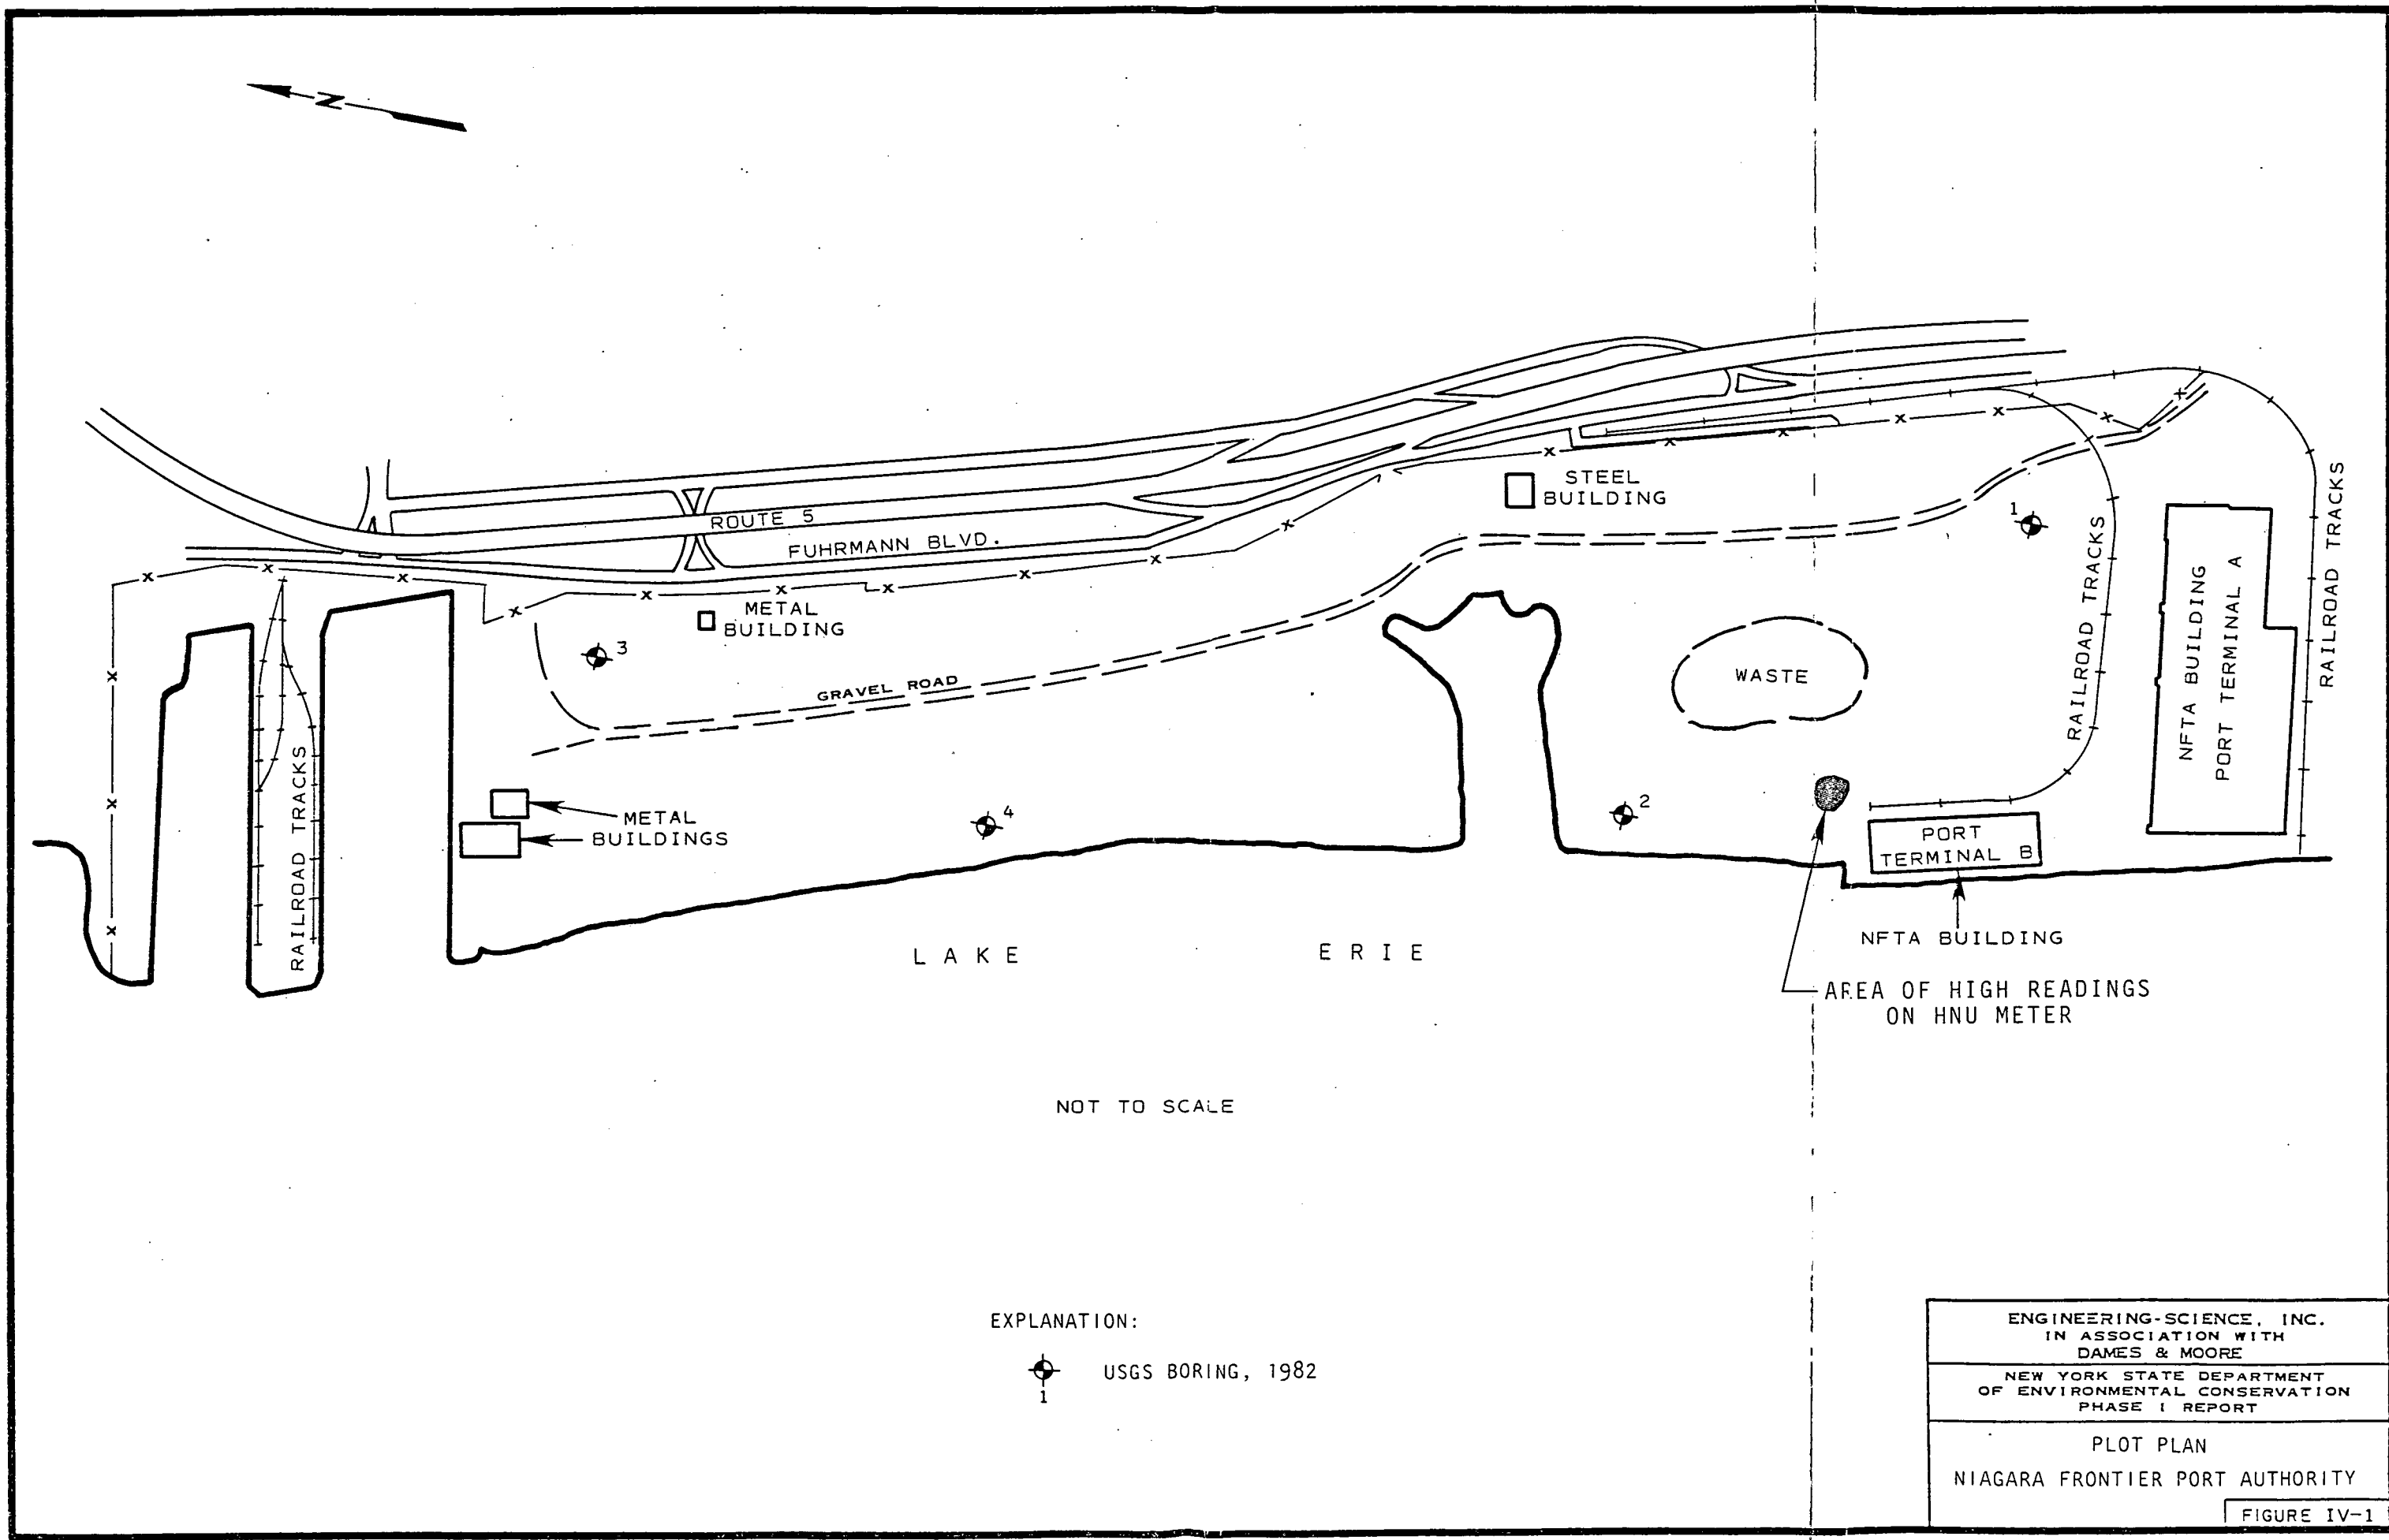 N
ROUTE 5
FUHRMANN BLVD.
STEEL
BUILDING
METAL
BUILDING
1
3
GRAVEL ROAD
WASTE
RAILROAD TRACKS
NFTA BUILDING
PORT TERMINAL A
RAILROAD TRACKS
RAILROAD TRACKS
METAL
BUILDINGS
4
2
PORT
TERMINAL B
NFTA BUILDING
LAKE ERIE
AREA OF HIGH READINGS
ON HNU METER
NOT TO SCALE
EXPLANATION:
1
USGS BORING, 1982
ENGINEERING-SCIENCE, INC.
IN ASSOCIATION WITH
DAMES & MOORE
NEW YORK STATE DEPARTMENT
OF ENVIRONMENTAL CONSERVATION
PHASE I REPORT
PLOT PLAN
NIAGARA FRONTIER PORT AUTHORITY
FIGURE IV-1